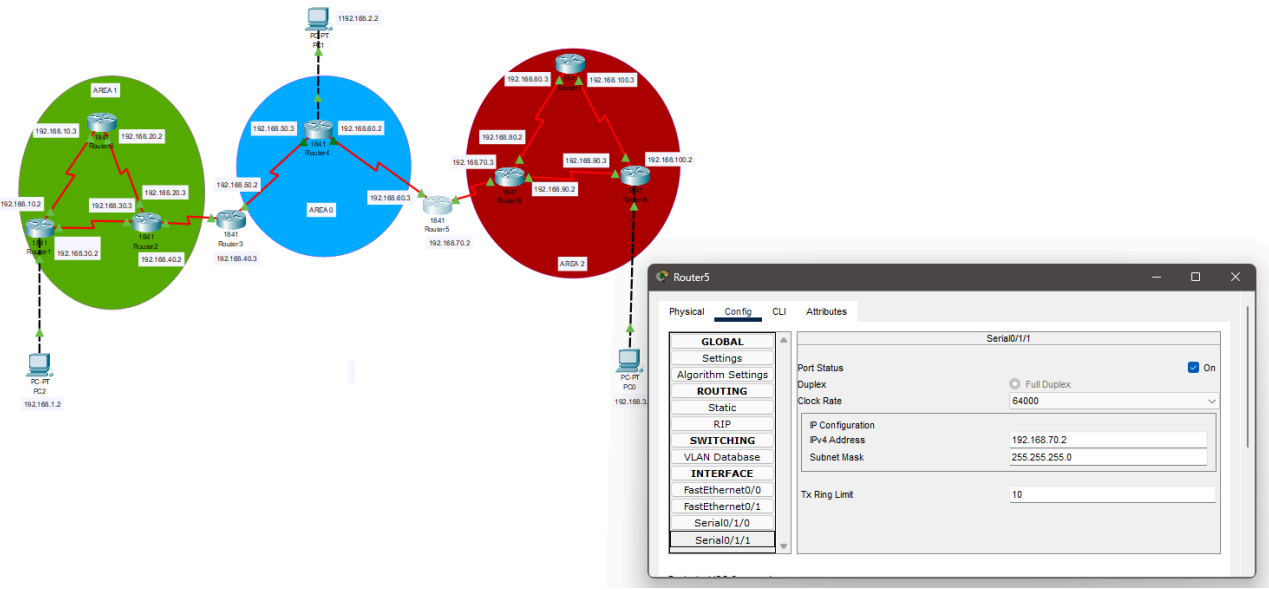 1192.168.2.2
PC-PT
PC1
AREA 1
192.168.10.3
192.168.20.2
1841
192.168.10.2
192.168.30.3
192.168.20.3
1841
Router1
192.168.30.2
1841
Router2
192.168.40.2
192.168.50.2
1841
Router3
192.168.40.3
192.168.50.3
192.168.60.2
1841
Router4
AREA 0
192.168.60.3
1841
Router5
192.168.70.2
192.168.80.3
192.168.100.3
192.168.80.2
192.168.70.3
192.168.90.3
192.168.100.2
1841
192.168.90.2
AREA 2
PC-PT
PC2
192.168.1.2
PC-PT
PC0
192.168.3.
Router5
Physical
Config
CLI
Attributes
GLOBAL
Settings
Algorithm Settings
ROUTING
Static
RIP
SWITCHING
VLAN Database
INTERFACE
FastEthernet0/0
FastEthernet0/1
Serial0/1/0
Serial0/1/1
Serial0/1/1
Port Status
On
Duplex
Full Duplex
Clock Rate
64000
IP Configuration
IPv4 Address
192.168.70.2
Subnet Mask
255.255.255.0
Tx Ring Limit
10